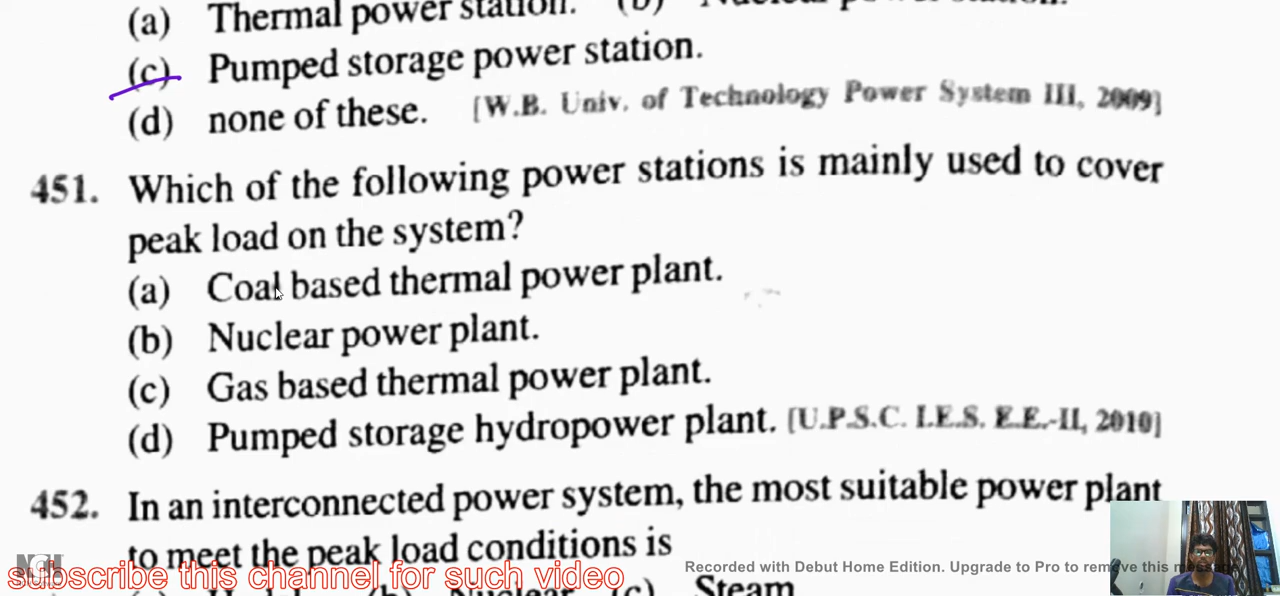 (a) Thermal power station. (b) Nuclear power station.
(c) Pumped storage power station.
(d) none of these. [W.B. Univ. of Technology Power System III, 2009]
451. Which of the following power stations is mainly used to cover
peak load on the system?
(a) Coal based thermal power plant.
(b) Nuclear power plant.
(c) Gas based thermal power plant.
(d) Pumped storage hydropower plant. [U.P.S.C. I.E.S. E.E.-II, 2010]
452. In an interconnected power system, the most suitable power plant
to meet the peak load conditions is
subscribe this channel for such video
Recorded with Debut Home Edition. Upgrade to Pro to remove this message.
(b) Nuclear (c) Steam